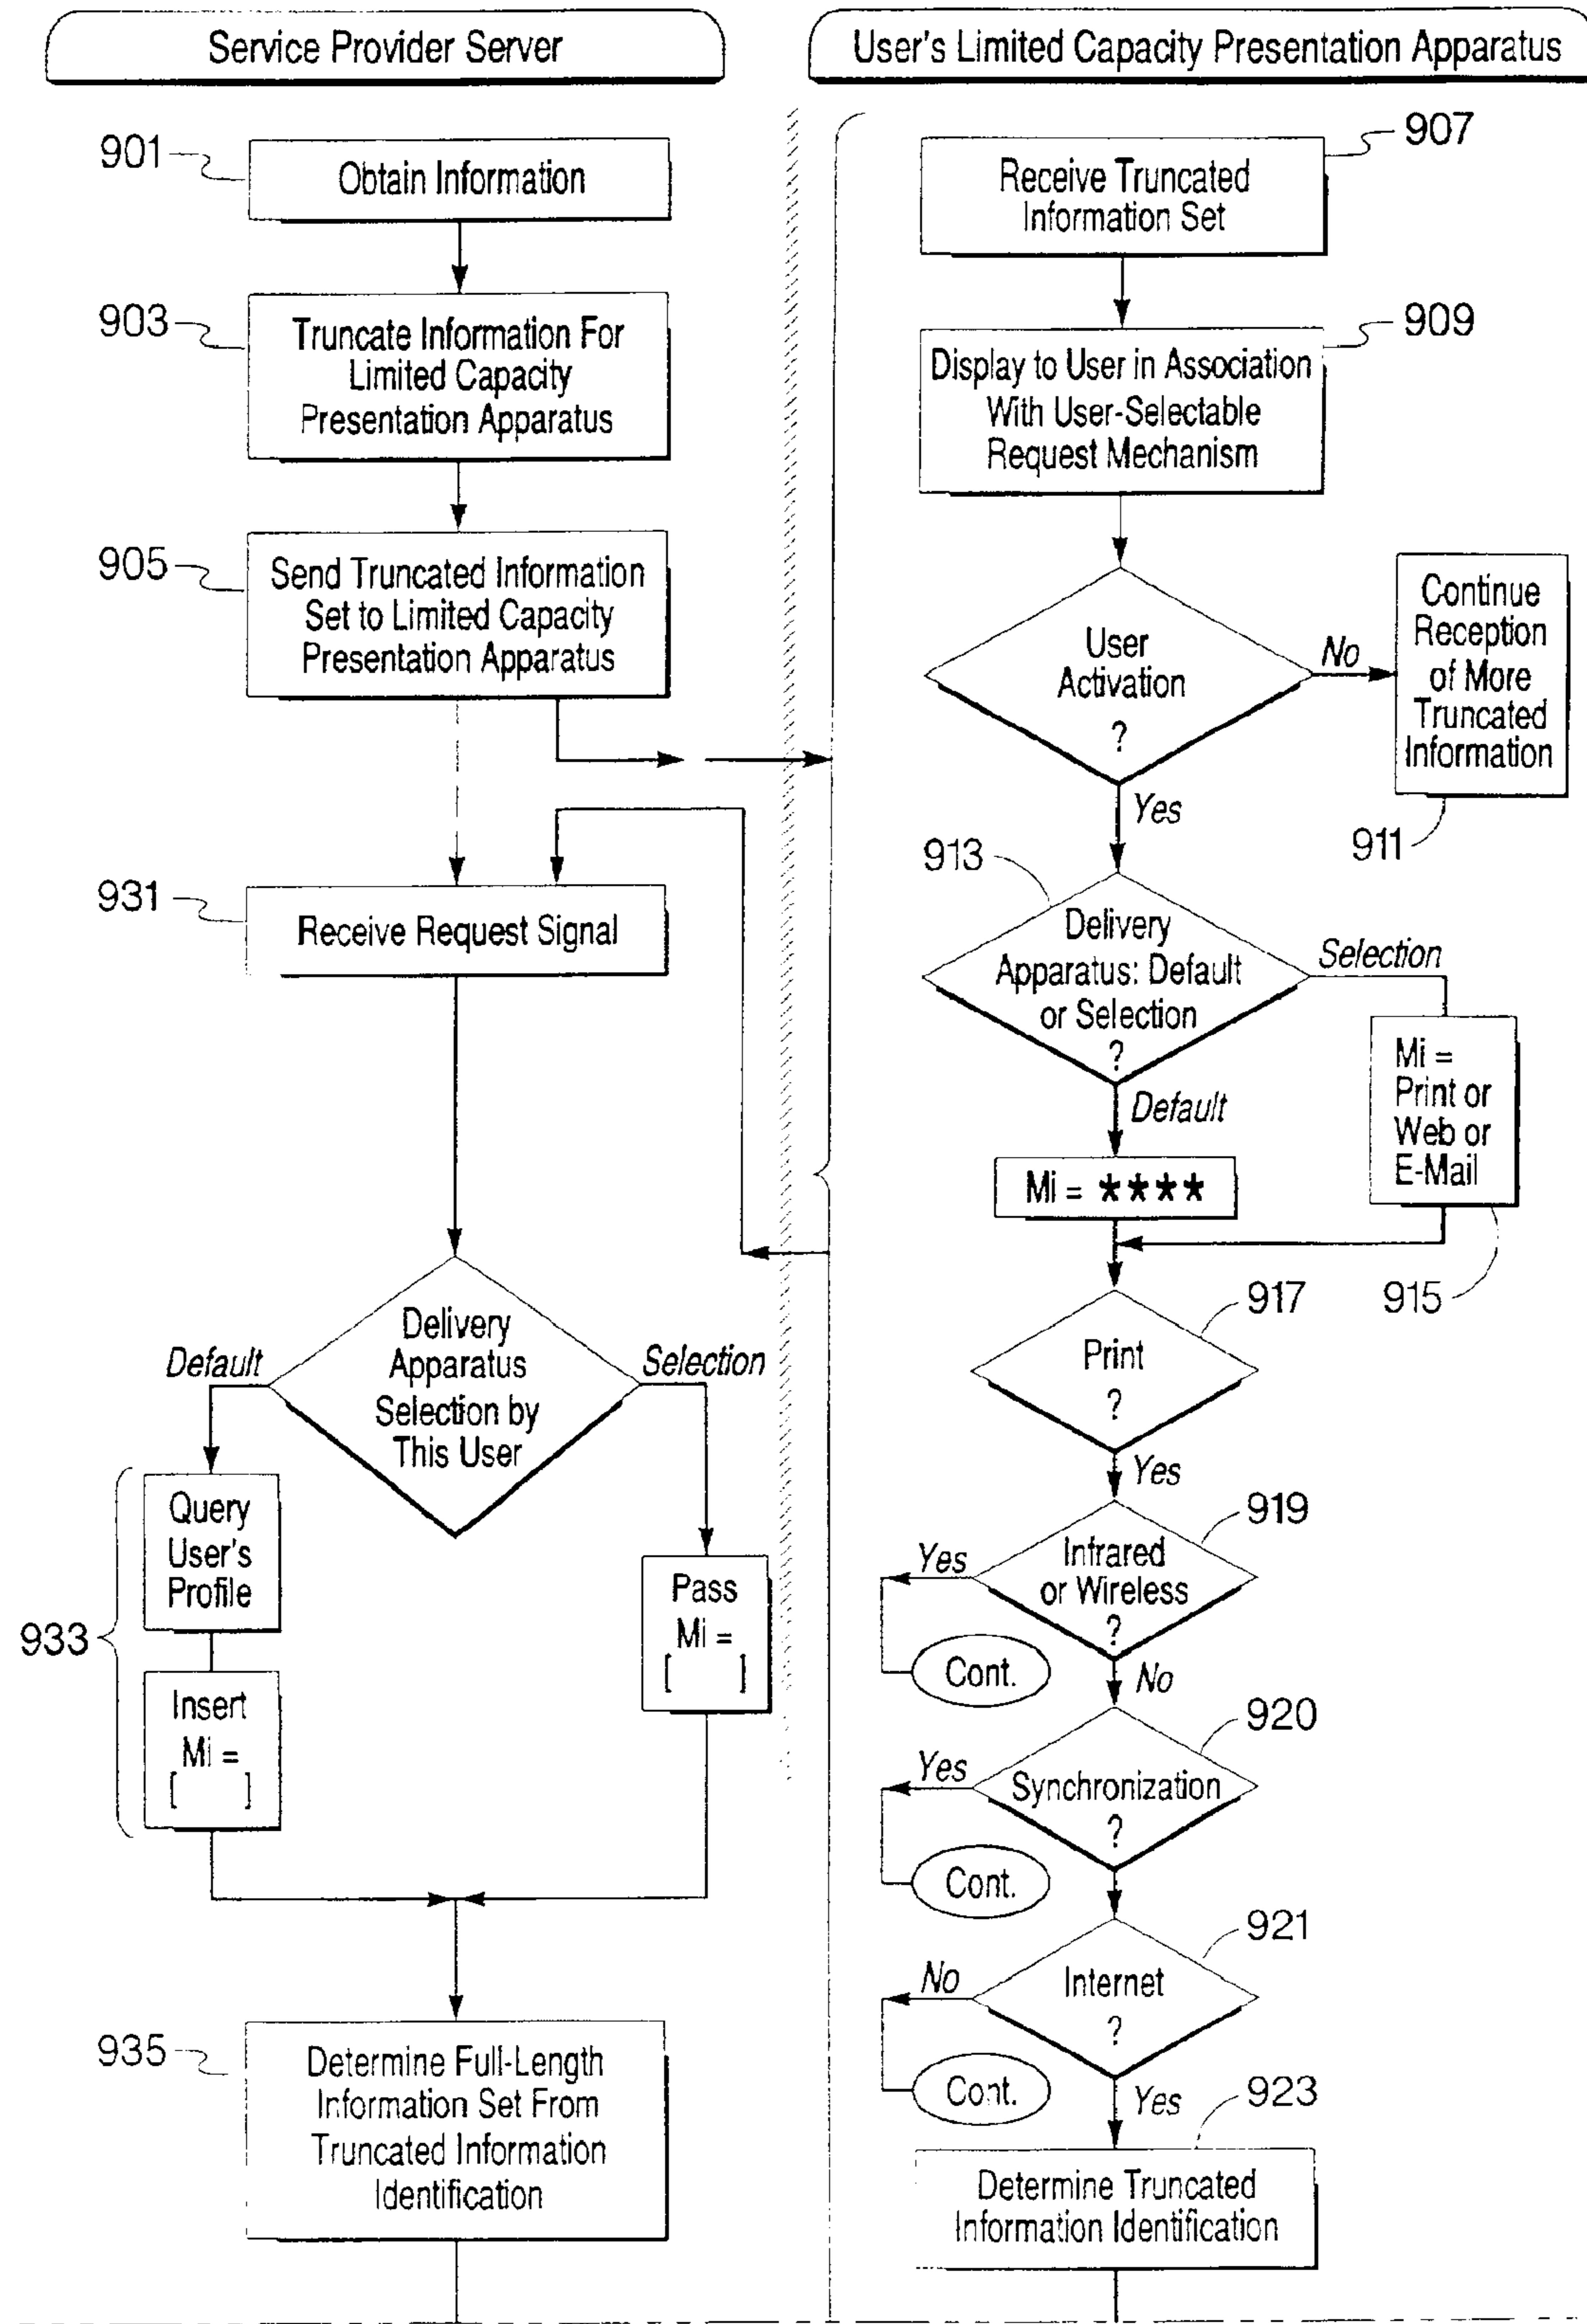 Service Provider Server
901
Obtain Information
903
Truncate Information For
Limited Capacity
Presentation Apparatus
905
Send Truncated Information
Set to Limited Capacity
Presentation Apparatus
931
Receive Request Signal
Delivery
Apparatus
Selection by
This User
Default
Selection
933
Query
User's
Profile
Insert
Mi =
[ ]
Pass
Mi =
[ ]
935
Determine Full-Length
Information Set From
Truncated Information
Identification
User's Limited Capacity Presentation Apparatus
907
Receive Truncated
Information Set
909
Display to User in Association
With User-Selectable
Request Mechanism
User
Activation
?
No
Continue
Reception
of More
Truncated
Information
911
Yes
913
Delivery
Apparatus: Default
or Selection
?
Selection
Mi =
Print or
Web or
E-Mail
915
Default
Mi = ****
917
Print
?
Yes
919
Infrared
or Wireless
?
Yes
Cont.
No
920
Synchronization
?
Yes
Cont.
921
Internet
?
No
Cont.
Yes
923
Determine Truncated
Information Identification